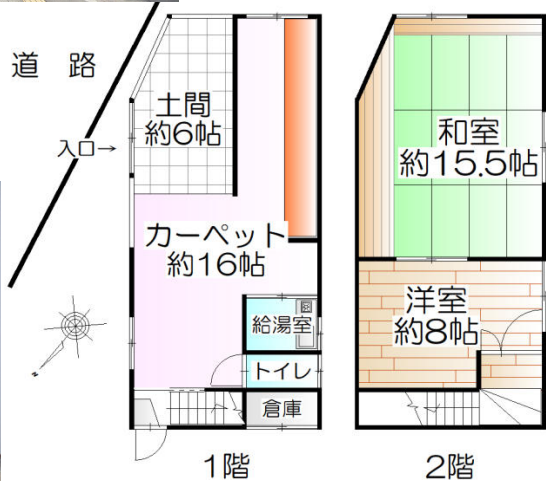 道 路
入口→
土間
約6帖
カーペット
約16帖
給湯室
トイレ
倉庫
1階
和室
約15.5帖
洋室
約8帖
2階
N